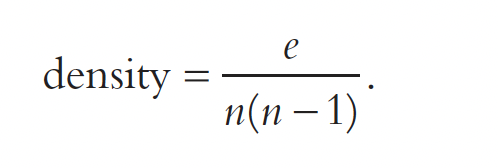 density = e / n(n − 1) .